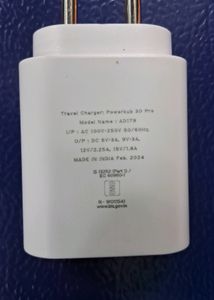 Travel Charger: Powerkub 30 Pro
Model Name : AD179
I/P : AC 100V-250V 50/60Hz
O/P : DC 5V-3A, 9V-3A,
12V/2.25A, 15V/1.8A
MADE IN INDIA Feb. 2024
IS 13252 (Part 1) /
IEC 60950-1
www.bis.gov.in